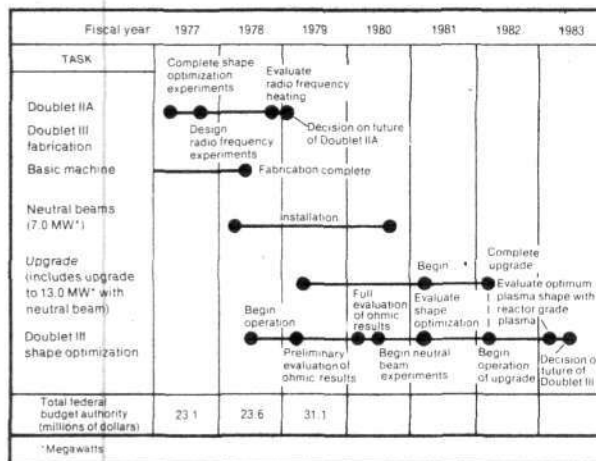 Fiscal year 1977 1978 1979 1980 1981 1982 1983
TASK
Complete shape
optimization
experiments
Evaluate
radio frequency
heating
Doublet IIA
Decision on future
of Doublet IIA
Design
radio frequency
experiments
Doublet III
fabrication
Basic machine
Fabrication complete
Neutral beams
(7.0 MW*)
Installation
Upgrade
(includes upgrade
to 13.0 MW* with
neutral beam)
Begin
Complete
upgrade
Begin
operation
Full
evaluation
of ohmic
results
Evaluate
shape
optimization
Evaluate optimum
plasma shape with
reactor grade
plasma
Doublet III
shape optimization
Preliminary
evaluation of
ohmic results
Begin neutral
beam experiments
Begin
operation
of upgrade
Decision o
future of
Doublet III
Total federal
budget authority
(millions of dollars)
23.1 23.6 31.1
*Megawatts